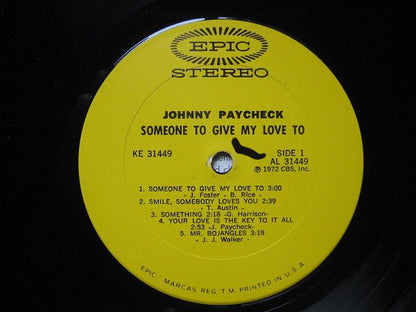 EPIC
STEREO
JOHNNY PAYCHECK
SOMEONE TO GIVE MY LOVE TO
KE 31449
SIDE 1
AL 31449
℗ 1972 CBS, Inc.
1. SOMEONE TO GIVE MY LOVE TO 3:00
- J. Foster - B. Rice -
2. SMILE, SOMEBODY LOVES YOU 2:39
- T. Austin -
3. SOMETHING 2:18 -G. Harrison-
4. YOUR LOVE IS THE KEY TO IT ALL
2:53 -J. Paycheck-
5. MR. BOJANGLES 3:19
- J. J. Walker -
EPIC, MARCAS REG. T.M. PRINTED IN U.S.A.